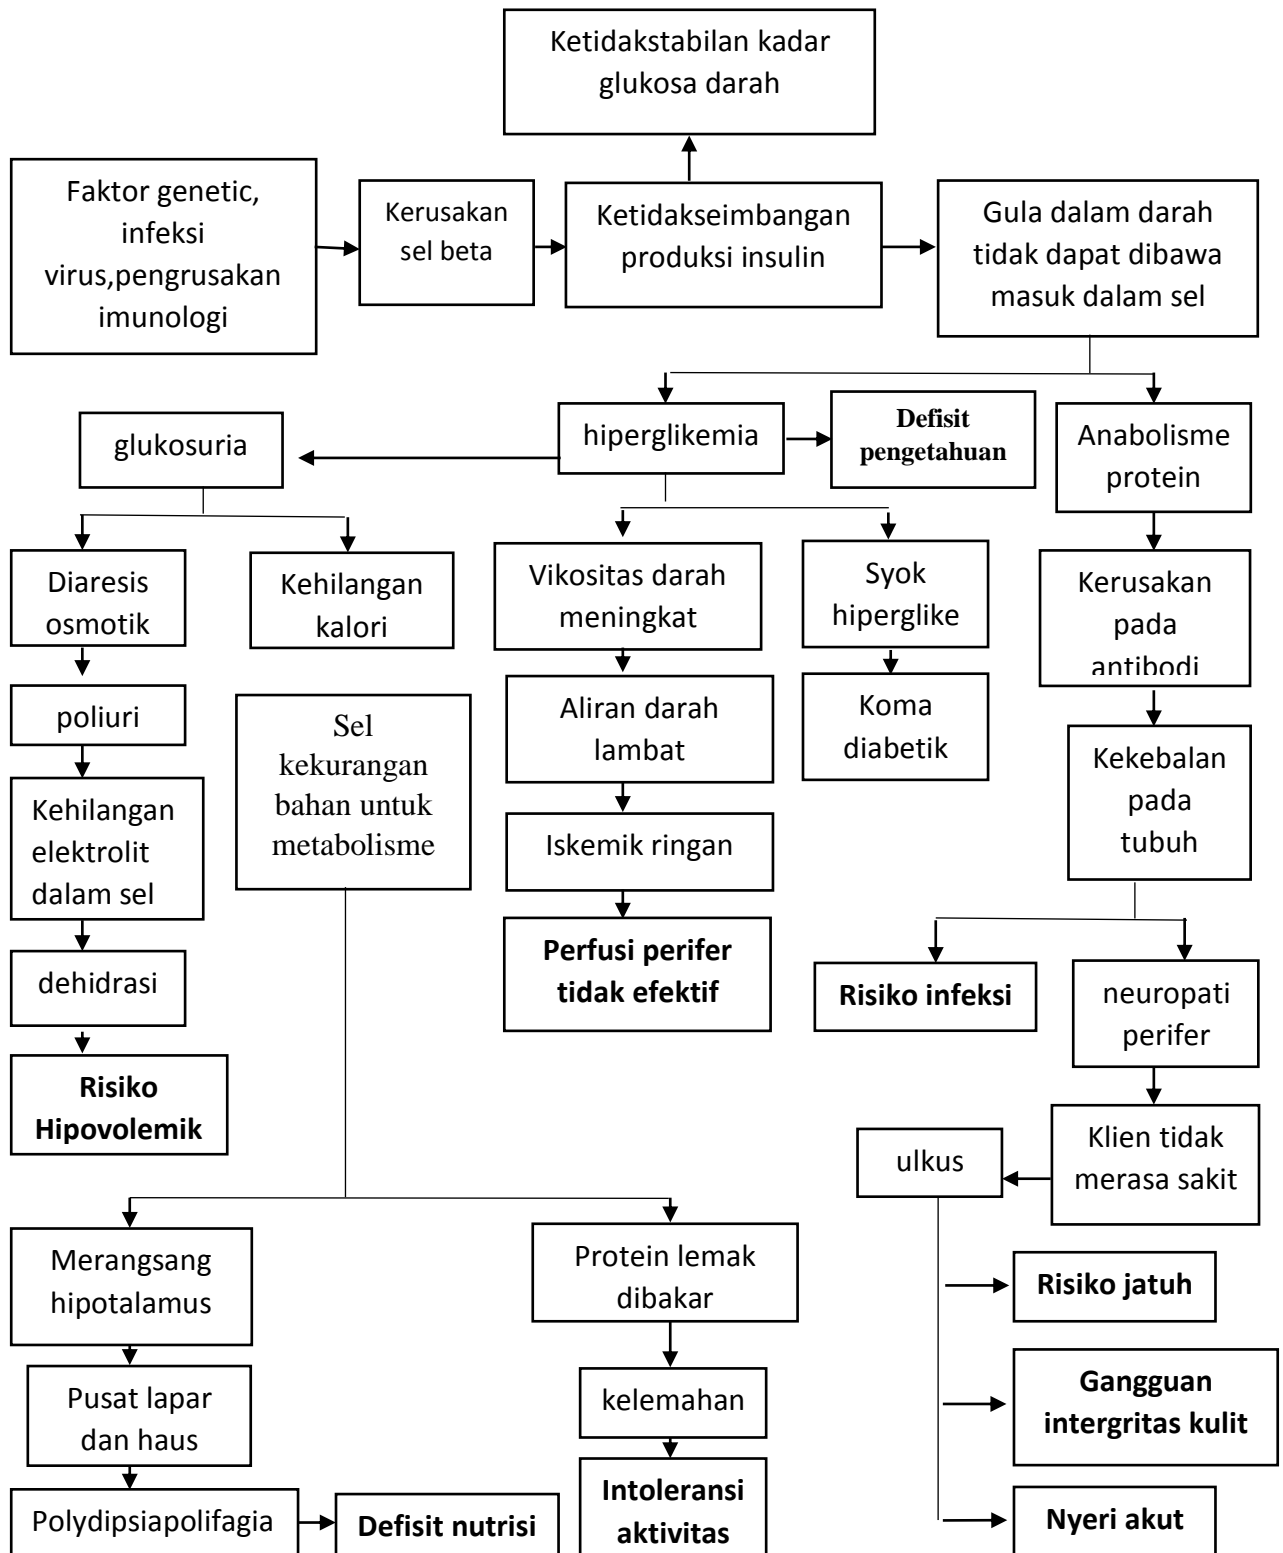 Ketidakstabilan kadar
glukosa darah
Faktor genetic,
infeksi
virus,pengrusakan
imunologi
Kerusakan
sel beta
Ketidakseimbangan
produksi insulin
Gula dalam darah
tidak dapat dibawa
masuk dalam sel
glukosuria
hiperglikemia
Defisit
pengetahuan
Anabolisme
protein
Diaresis
osmotik
Kehilangan
kalori
Vikositas darah
meningkat
Syok
hiperglike
Kerusakan
pada
antibodi
poliuri
Sel
kekurangan
bahan untuk
metabolisme
Aliran darah
lambat
Koma
diabetik
Kekebalan
pada
tubuh
Kehilangan
elektrolit
dalam sel
Iskemik ringan
dehidrasi
Perfusi perifer
tidak efektif
Risiko infeksi
neuropati
perifer
Risiko
Hipovolemik
ulkus
Klien tidak
merasa sakit
Merangsang
hipotalamus
Protein lemak
dibakar
Risiko jatuh
Pusat lapar
dan haus
kelemahan
Gangguan
intergritas kulit
Polydipsiapolifagia
Defisit nutrisi
Intoleransi
aktivitas
Nyeri akut